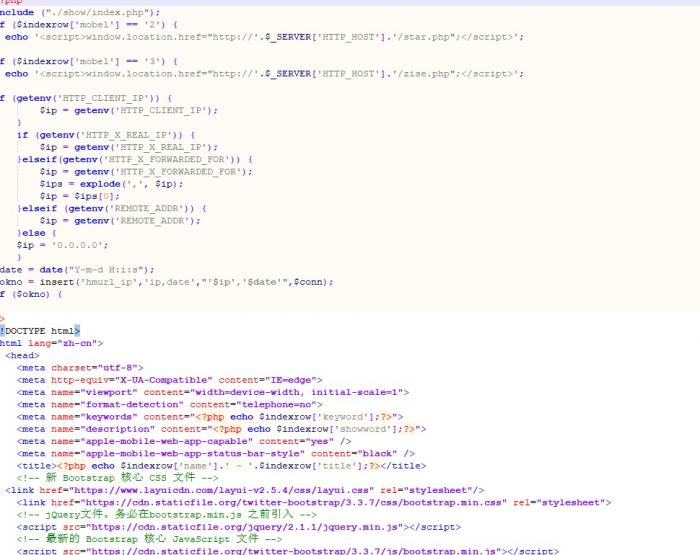 ?php
nclude ("./show/index.php");
f ($indexrow['mobel'] == '2') {
echo '<script>window.location.href="http://'.$_SERVER['HTTP_HOST'].'/star.php";</script>';
f ($indexrow['mobel'] == '3') {
echo '<script>window.location.href="http://'.$_SERVER['HTTP_HOST'].'/zise.php";</script>';
f (getenv('HTTP_CLIENT_IP')) {
$ip = getenv('HTTP_CLIENT_IP');
}
if (getenv('HTTP_X_REAL_IP')) {
$ip = getenv('HTTP_X_REAL_IP');
}elseif(getenv('HTTP_X_FORWARDED_FOR')) {
$ip = getenv('HTTP_X_FORWARDED_FOR');
$ips = explode(',', $ip);
$ip = $ips[0];
}elseif (getenv('REMOTE_ADDR')) {
$ip = getenv('REMOTE_ADDR');
}else {
$ip = '0.0.0.0';
}
date = date("Y-m-d H:i:s");
okno = insert('hmurl_ip','ip,date',"'$ip','$date'",$conn);
f ($okno) {
>
!DOCTYPE html>
html lang="zh-cn">
<head>
<meta charset="utf-8">
<meta http-equiv="X-UA-Compatible" content="IE=edge">
<meta name="viewport" content="width=device-width, initial-scale=1">
<meta name="format-detection" content="telephone=no">
<meta name="keywords" content="<?php echo $indexrow['keyword'];?>">
<meta name="description" content="<?php echo $indexrow['showword'];?>">
<meta name="apple-mobile-web-app-capable" content="yes" />
<meta name="apple-mobile-web-app-status-bar-style" content="black" />
<title><?php echo $indexrow['name'].' - '.$indexrow['title'];?></title>
<!-- 新 Bootstrap 核心 CSS 文件 -->
<link href="https://www.layuicdn.com/layui-v2.5.4/css/layui.css" rel="stylesheet"/>
<link href="https://cdn.staticfile.org/twitter-bootstrap/3.3.7/css/bootstrap.min.css" rel="stylesheet">
<!-- jQuery文件。务必在bootstrap.min.js 之前引入 -->
<script src="https://cdn.staticfile.org/jquery/2.1.1/jquery.min.js"></script>
<!-- 最新的 Bootstrap 核心 JavaScript 文件 -->
<script src="https://cdn.staticfile.org/twitter-bootstrap/3.3.7/js/bootstrap.min.js"></script>